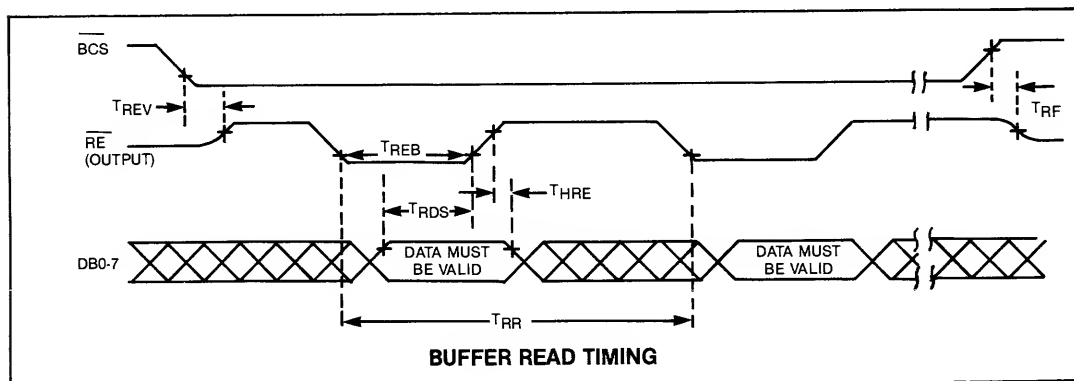 BCS
TREV
TRF
RE
(OUTPUT)
TREB
THRE
TRDS
DB0-7
DATA MUST
BE VALID
DATA MUST
BE VALID
TRR
BUFFER READ TIMING